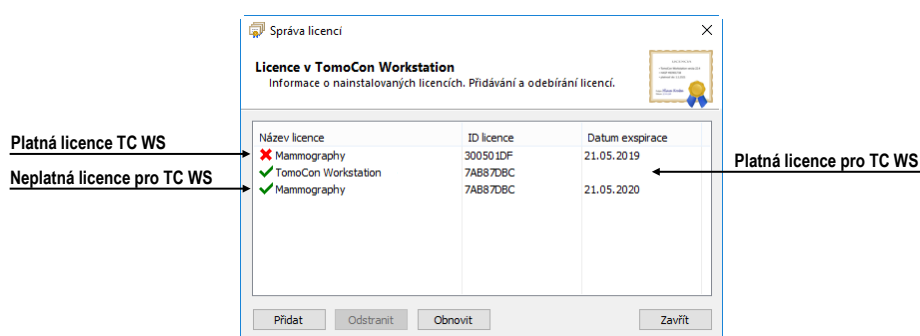 Správa licencí
Licence v TomoCon Workstation
Informace o nainstalovaných licencích. Přidávání a odebírání licencí.
Platná licence TC WS
Neplatná licence pro TC WS
Název licence ID licence Datum exspirace
Mammography 300501DF 21.05.2019
TomoCon Workstation 7AB87DBC
Mammography 7AB87DBC 21.05.2020
Platná licence pro TC WS
Přidat Odstranit Obnovit Zavřít